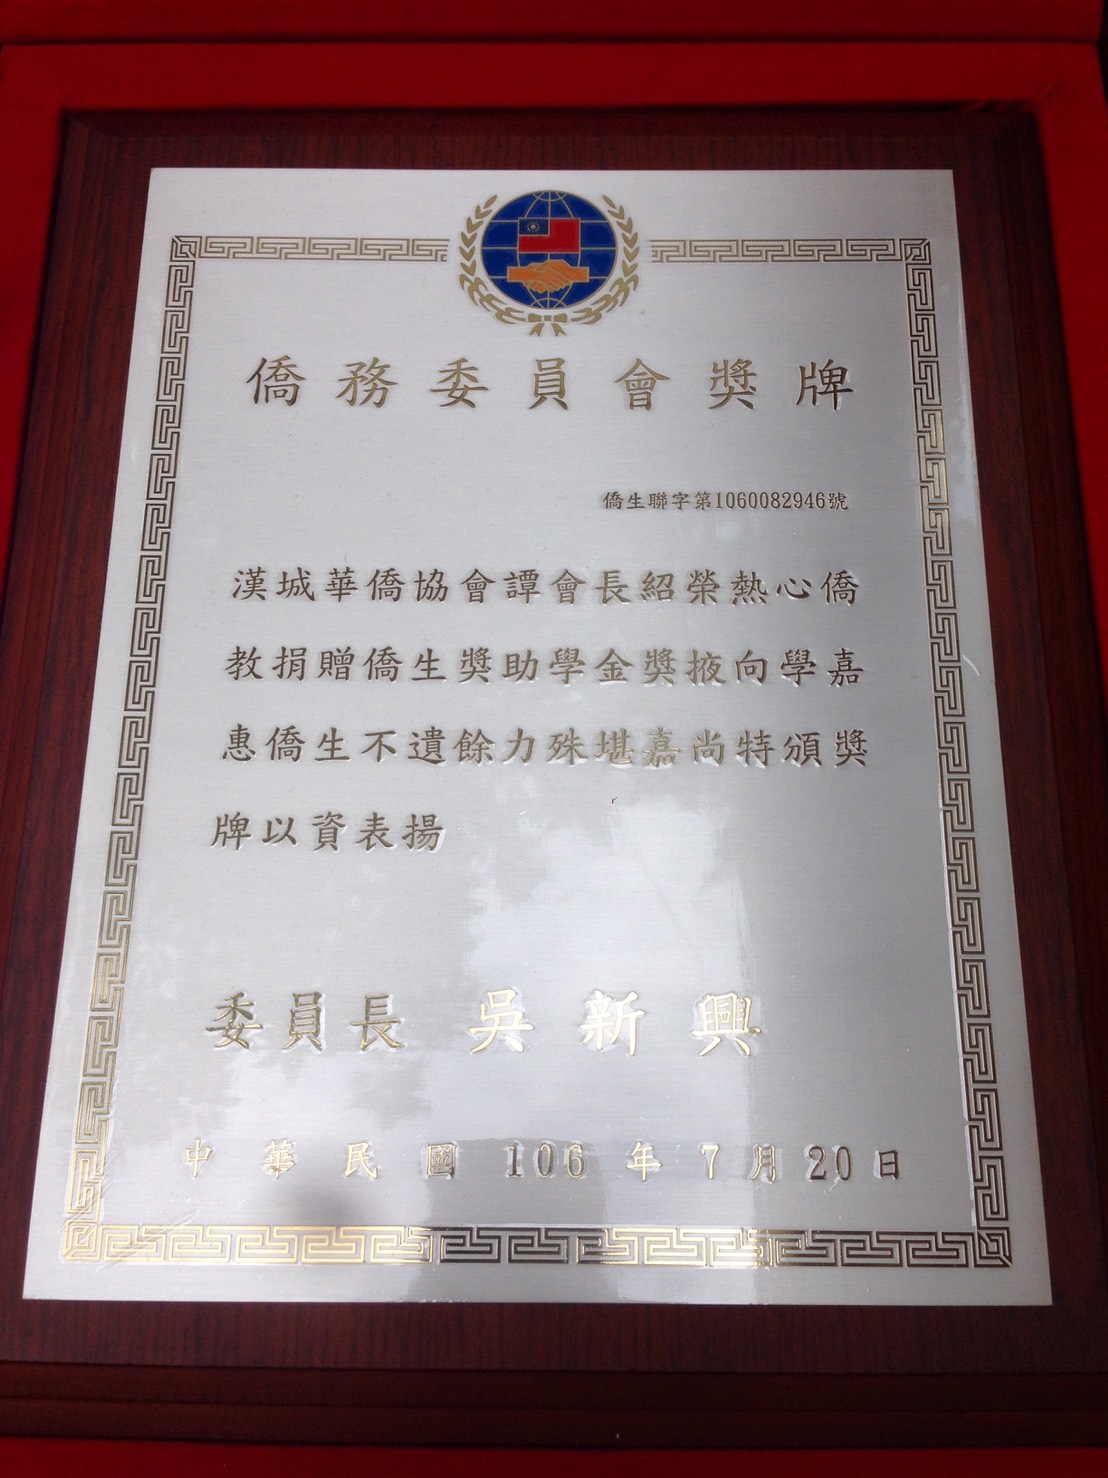 僑務委員會獎牌
僑生聯字第1060082946號
漢城華僑協會譚會長紹榮熱心僑
教捐贈僑生獎助學金獎掖向學嘉
惠僑生不遺餘力殊堪嘉尚特頒獎
牌以資表揚
委員長 吳新興
中華民國 106 年 7 月 20 日